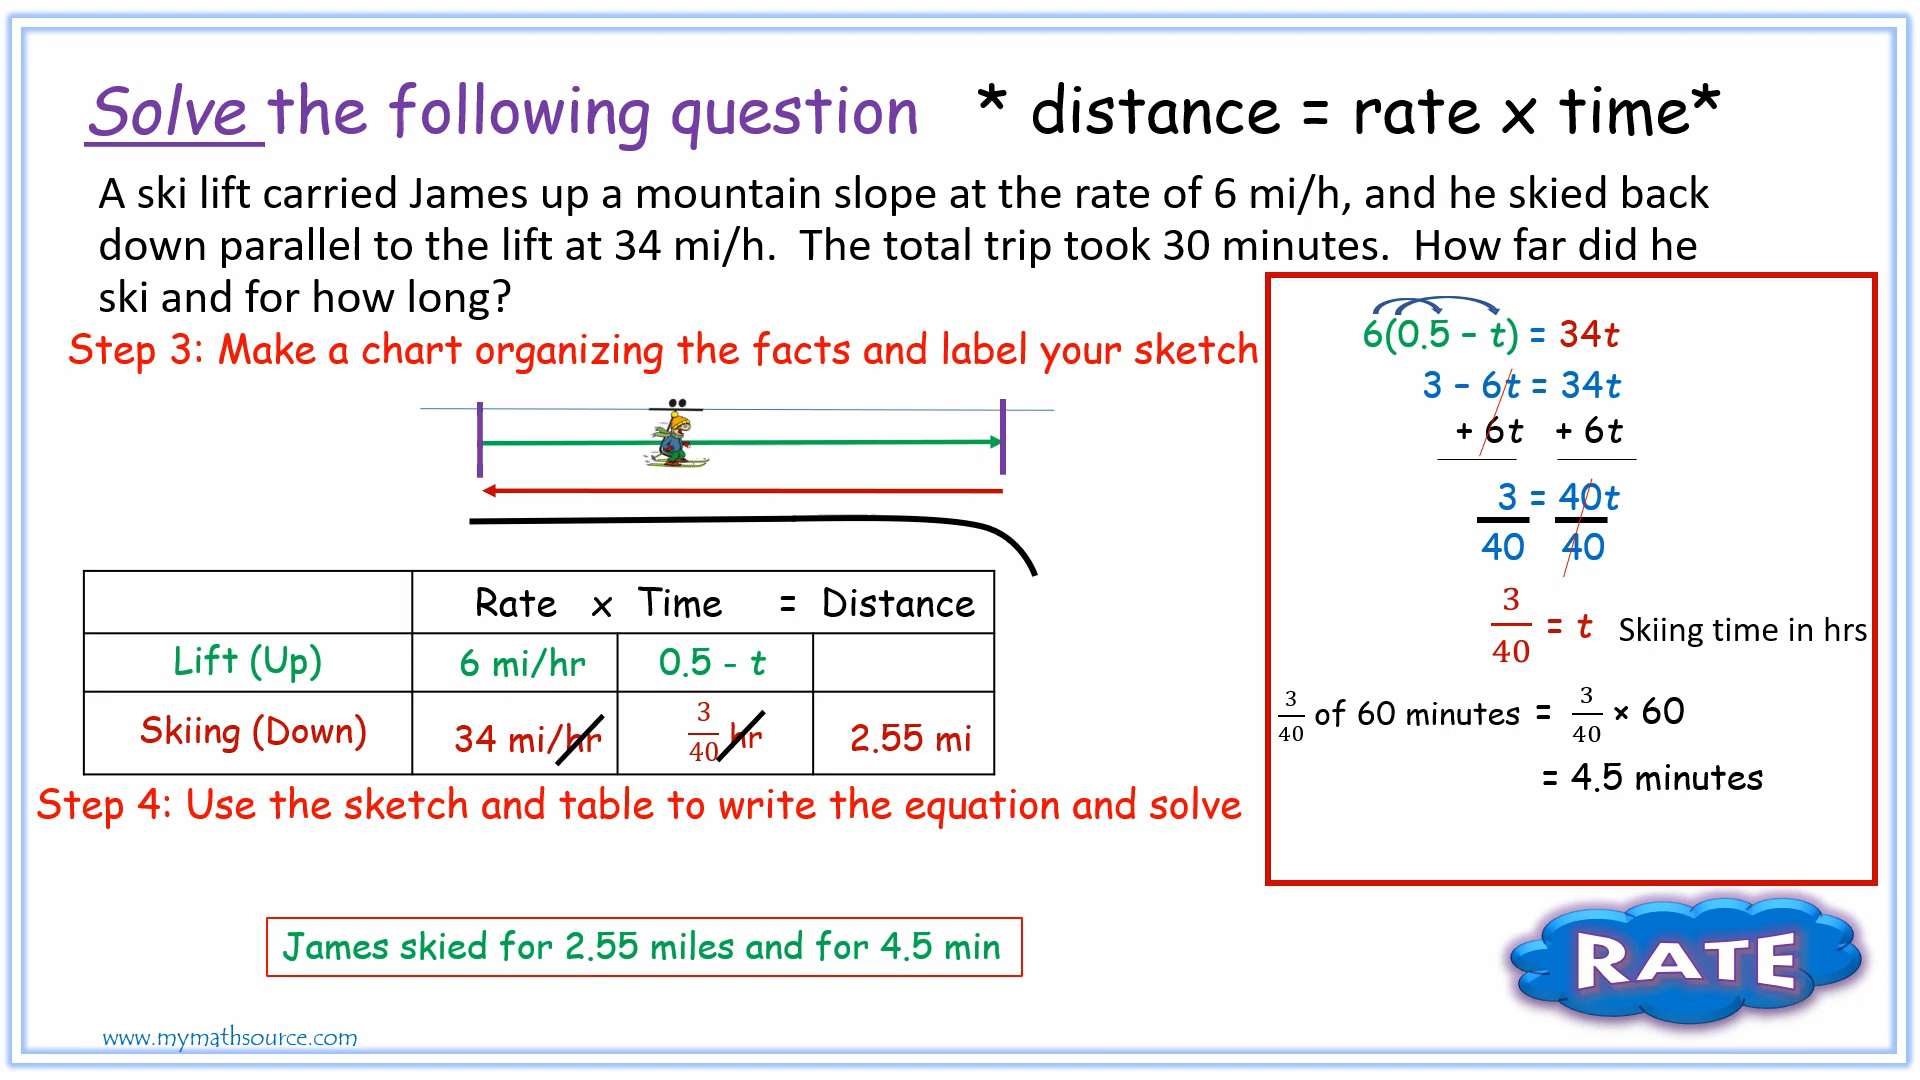 Solve the following question * distance = rate x time*
A ski lift carried James up a mountain slope at the rate of 6 mi/h, and he skied back
down parallel to the lift at 34 mi/h. The total trip took 30 minutes. How far did he
ski and for how long?
Step 3: Make a chart organizing the facts and label your sketch
Rate x Time = Distance
Lift (Up) 6 mi/hr 0.5 - t
Skiing (Down) 34 mi/hr 3/40 hr 2.55 mi
Step 4: Use the sketch and table to write the equation and solve
James skied for 2.55 miles and for 4.5 min
6(0.5 – t) = 34t
3 – 6t = 34t
+ 6t + 6t
3 = 40t
40 40
3/40 = t Skiing time in hrs
3/40 of 60 minutes = 3/40 × 60
= 4.5 minutes
RATE
www.mymathsource.com